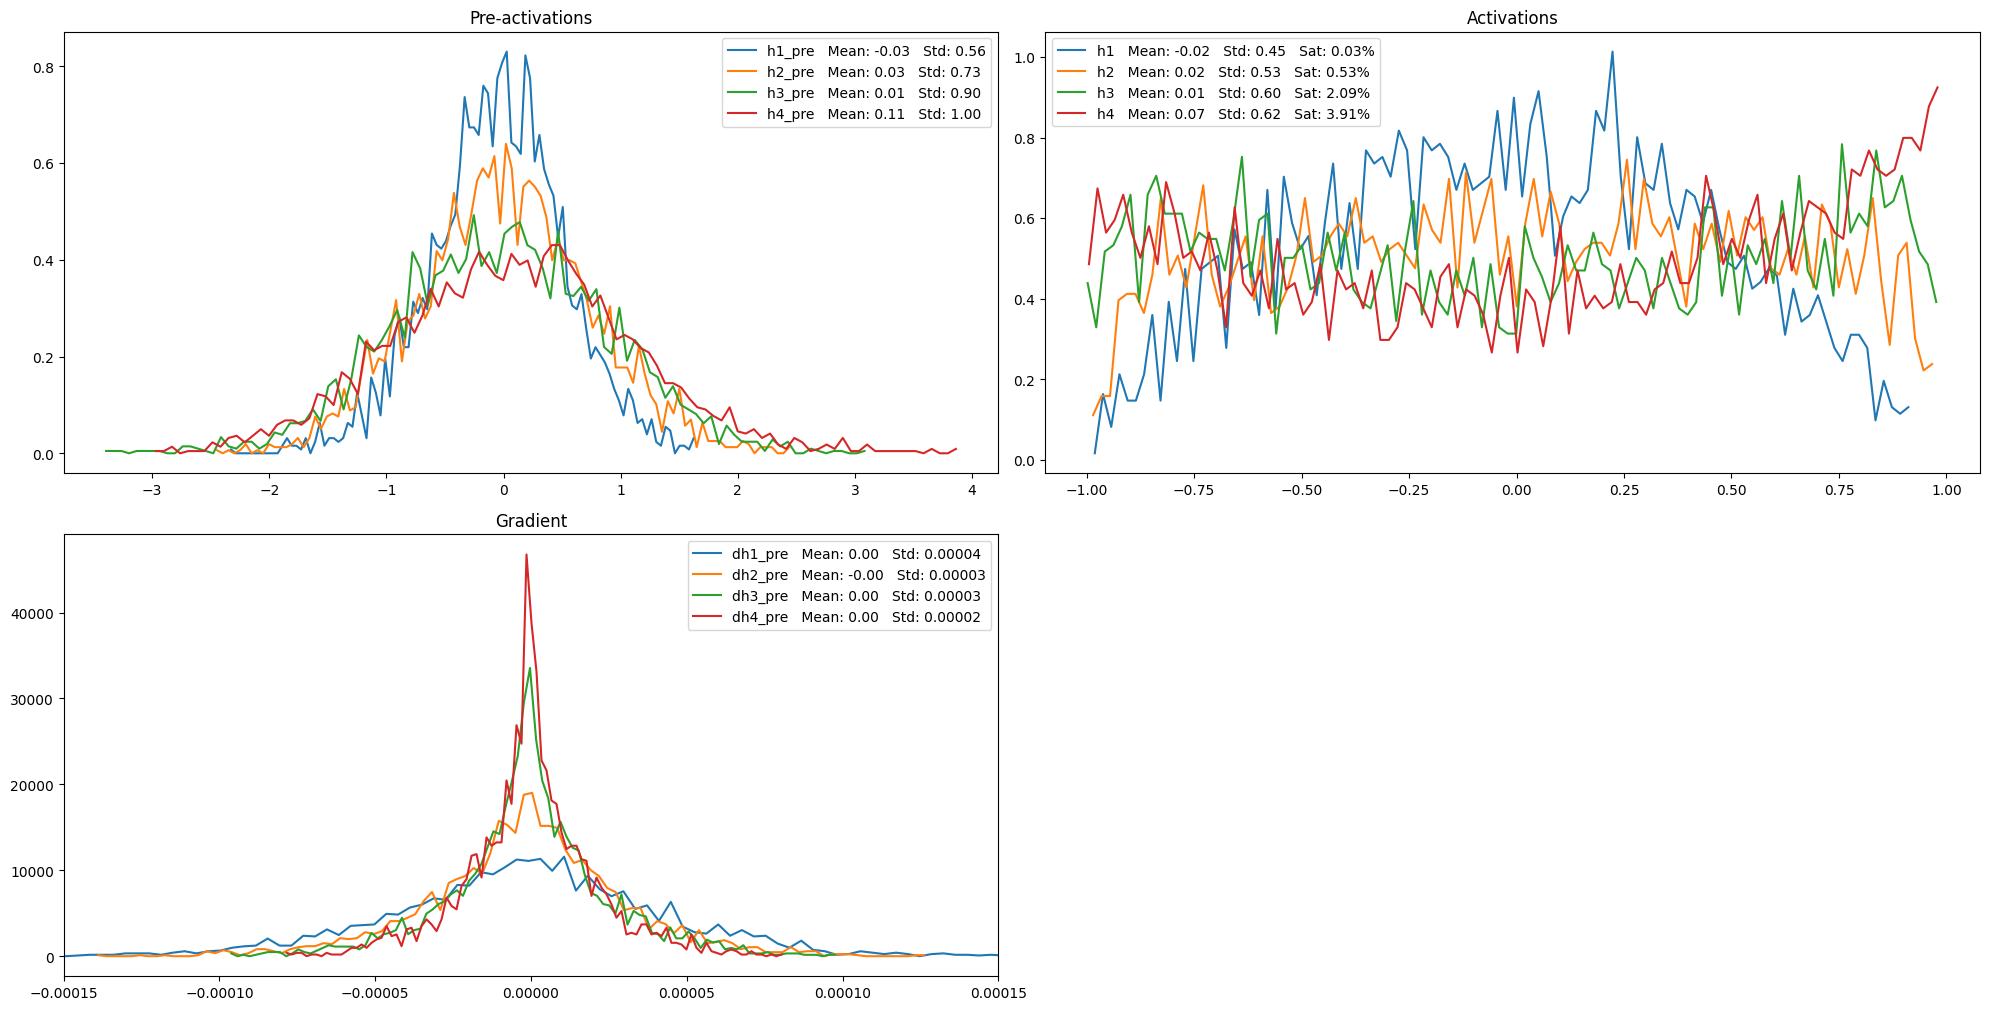 Pre-activations
h1_pre   Mean: -0.03   Std: 0.56
h2_pre   Mean: 0.03   Std: 0.73
h3_pre   Mean: 0.01   Std: 0.90
h4_pre   Mean: 0.11   Std: 1.00
0.8
0.6
0.4
0.2
0.0
−3 −2 −1 0 1 2 3 4
Activations
h1   Mean: -0.02   Std: 0.45   Sat: 0.03%
h2   Mean: 0.02   Std: 0.53   Sat: 0.53%
h3   Mean: 0.01   Std: 0.60   Sat: 2.09%
h4   Mean: 0.07   Std: 0.62   Sat: 3.91%
1.0
0.8
0.6
0.4
0.2
0.0
−1.00 −0.75 −0.50 −0.25 0.00 0.25 0.50 0.75 1.00
Gradient
dh1_pre   Mean: 0.00   Std: 0.00004
dh2_pre   Mean: -0.00   Std: 0.00003
dh3_pre   Mean: 0.00   Std: 0.00003
dh4_pre   Mean: 0.00   Std: 0.00002
40000
30000
20000
10000
0
−0.00015 −0.00010 −0.00005 0.00000 0.00005 0.00010 0.00015